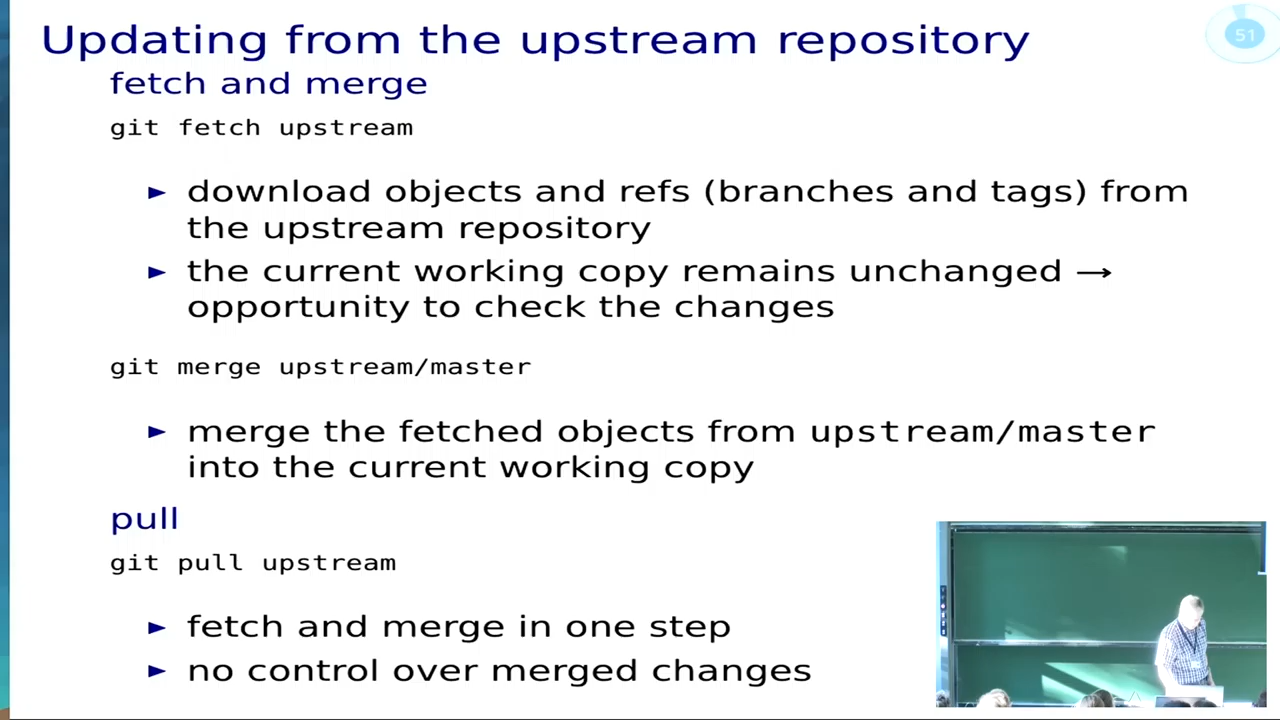 Updating from the upstream repository
51
fetch and merge
git fetch upstream
► download objects and refs (branches and tags) from
the upstream repository
► the current working copy remains unchanged →
opportunity to check the changes
git merge upstream/master
► merge the fetched objects from upstream/master
into the current working copy
pull
git pull upstream
► fetch and merge in one step
► no control over merged changes